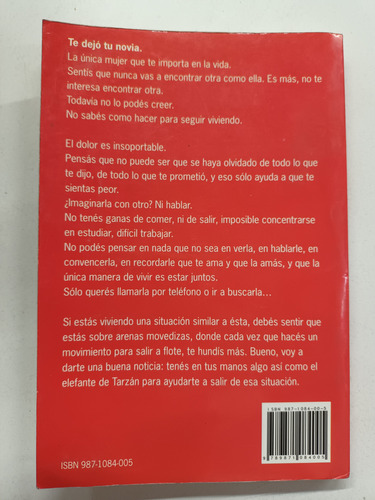 Te dejó tu novia.
La única mujer que te importa en la vida.
Sentís que nunca vas a encontrar otra como ella. Es más, no te
interesa encontrar otra.
Todavía no lo podés creer.
No sabés como hacer para seguir viviendo.
El dolor es insoportable.
Pensás que no puede ser que se haya olvidado de todo lo que
te dijo, de todo lo que te prometió, y eso sólo ayuda a que te
sientas peor.
¿Imaginarla con otro? Ni hablar.
No tenés ganas de comer, ni de salir, imposible concentrarse
en estudiar, difícil trabajar.
No podés pensar en nada que no sea en verla, en hablarle, en
convencerla, en recordarle que te ama y que la amás, y que la
única manera de vivir es estar juntos.
Sólo querés llamarla por teléfono o ir a buscarla...
Si estás viviendo una situación similar a ésta, debés sentir que
estás sobre arenas movedizas, donde cada vez que hacés un
movimiento para salir a flote, te hundís más. Bueno, voy a
darte una buena noticia: tenés en tus manos algo así como el
elefante de Tarzán para ayudarte a salir de esa situación.
ISBN 987-1084-00-5
9 789871 084005
ISBN 987-1084-005